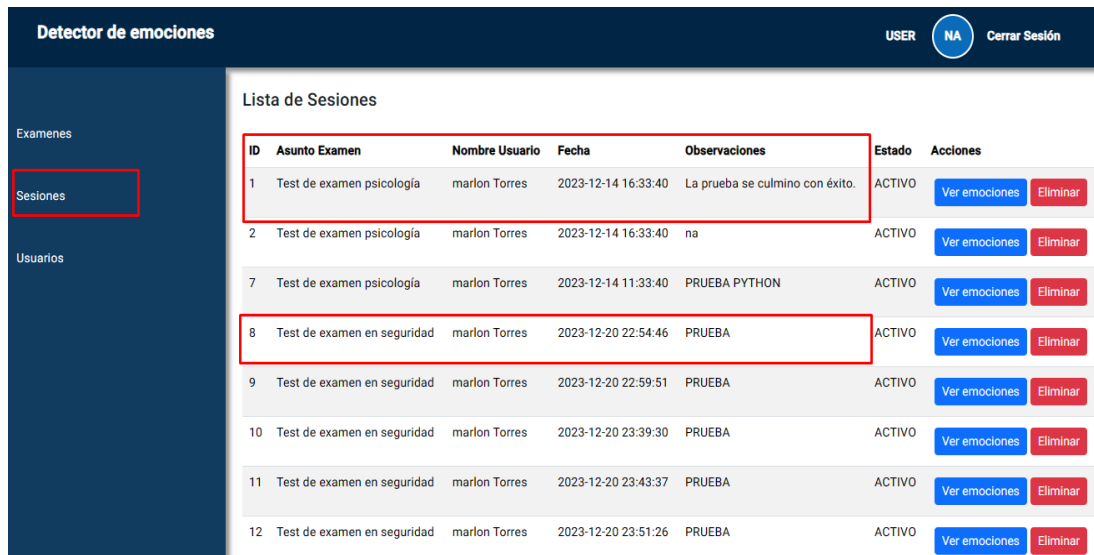 Detector de emociones USER NA Cerrar Sesión
Lista de Sesiones
Examenes
Sesiones
Usuarios
ID Asunto Examen Nombre Usuario Fecha Observaciones Estado Acciones
1 Test de examen psicología marlon Torres 2023-12-14 16:33:40 La prueba se culmino con éxito. ACTIVO Ver emociones Eliminar
2 Test de examen psicología marlon Torres 2023-12-14 16:33:40 na ACTIVO Ver emociones Eliminar
7 Test de examen psicología marlon Torres 2023-12-14 11:33:40 PRUEBA PYTHON ACTIVO Ver emociones Eliminar
8 Test de examen en seguridad marlon Torres 2023-12-20 22:54:46 PRUEBA ACTIVO Ver emociones Eliminar
9 Test de examen en seguridad marlon Torres 2023-12-20 22:59:51 PRUEBA ACTIVO Ver emociones Eliminar
10 Test de examen en seguridad marlon Torres 2023-12-20 23:39:30 PRUEBA ACTIVO Ver emociones Eliminar
11 Test de examen en seguridad marlon Torres 2023-12-20 23:43:37 PRUEBA ACTIVO Ver emociones Eliminar
12 Test de examen en seguridad marlon Torres 2023-12-20 23:51:26 PRUEBA ACTIVO Ver emociones Eliminar